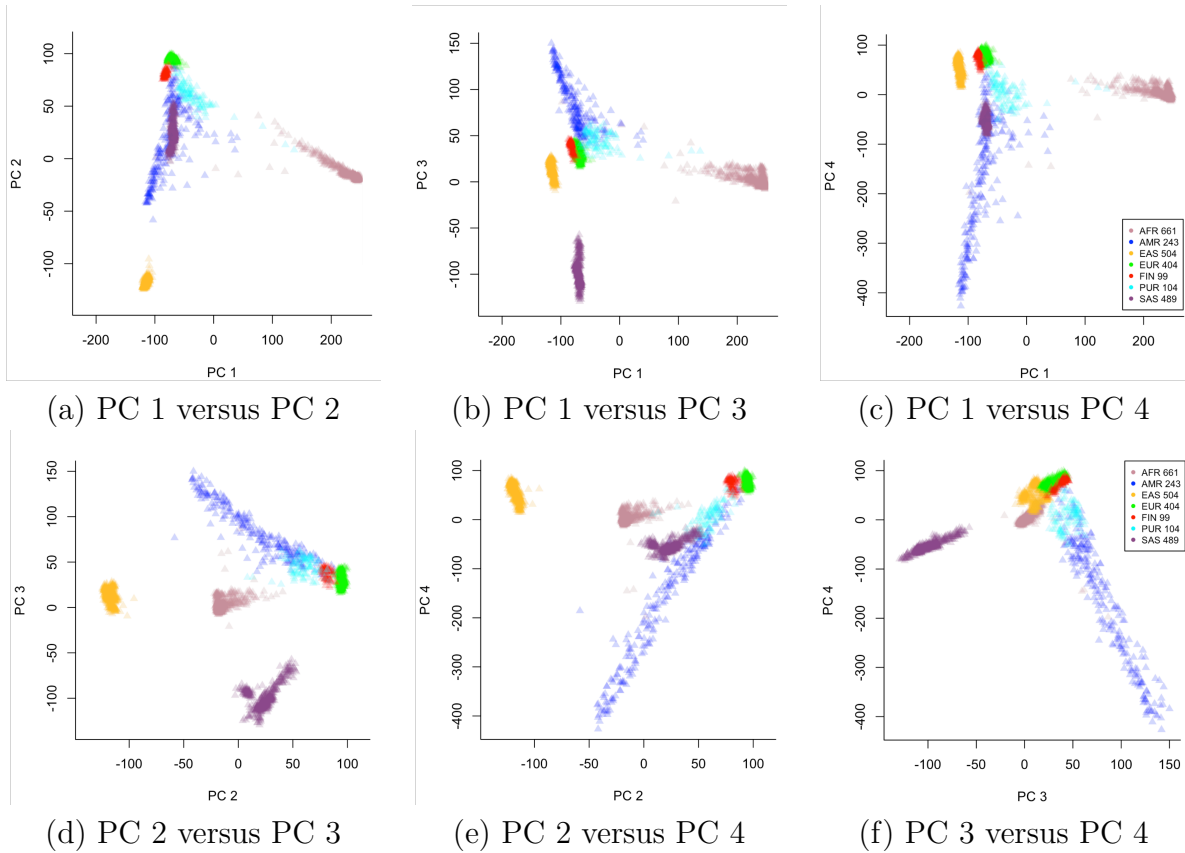 100
50
0
-50
-100
PC 2
-200 -100 0 100 200
PC 1
(a) PC 1 versus PC 2
150
100
50
0
-50
-100
PC 3
-200 -100 0 100 200
PC 1
(b) PC 1 versus PC 3
100
0
-100
-200
-300
-400
PC 4
AFR 661
AMR 243
EAS 504
EUR 404
FIN 99
PUR 104
SAS 489
-200 -100 0 100 200
PC 1
(c) PC 1 versus PC 4
150
100
50
0
-50
-100
PC 3
-100 -50 0 50 100
PC 2
(d) PC 2 versus PC 3
100
0
-100
-200
-300
-400
PC 4
-100 -50 0 50 100
PC 2
(e) PC 2 versus PC 4
100
0
-100
-200
-300
-400
PC 4
AFR 661
AMR 243
EAS 504
EUR 404
FIN 99
PUR 104
SAS 489
-100 -50 0 50 100 150
PC 3
(f) PC 3 versus PC 4